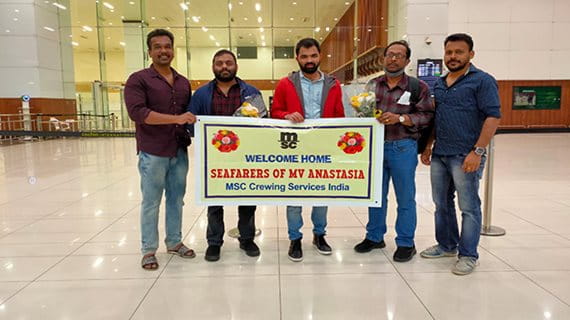 msc
WELCOME HOME
SEAFARERS OF MV ANASTASIA
MSC Crewing Services India